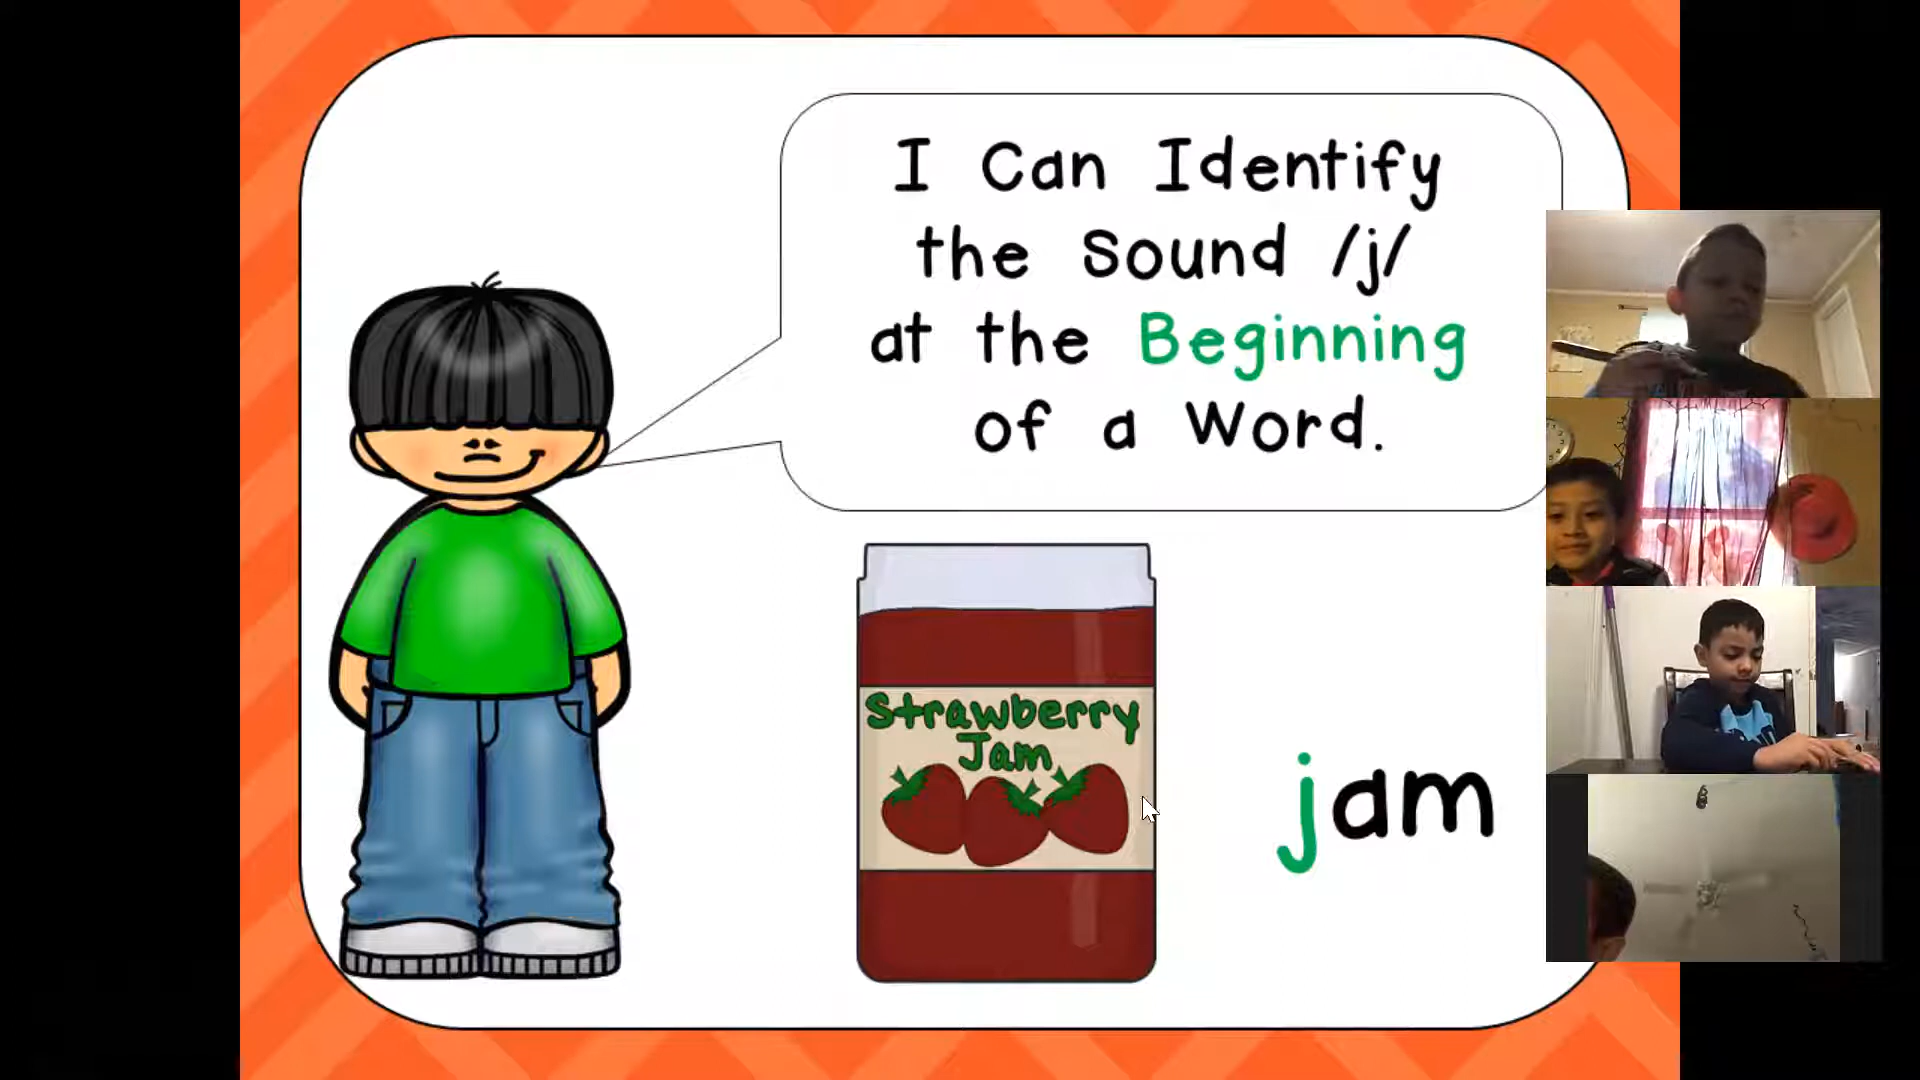 I Can Identify
the Sound /j/
at the Beginning
of a Word.
Strawberry
Jam
jam